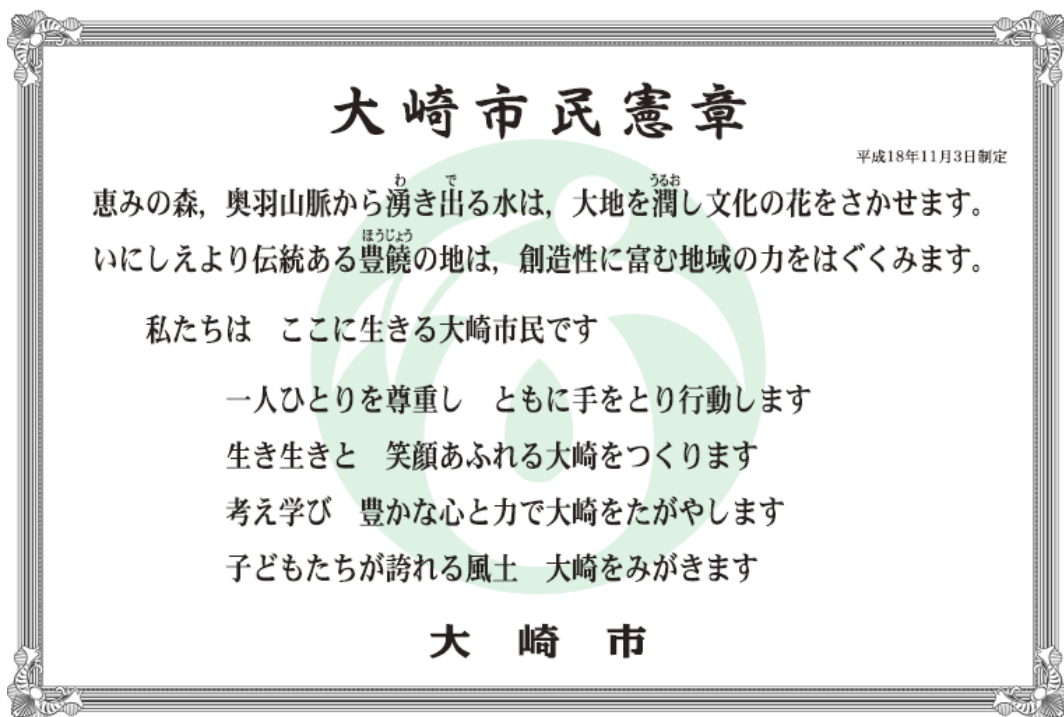 大崎市民憲章
平成18年11月3日制定
恵みの森，奥羽山脈から湧き出る水は，大地を潤し文化の花をさかせます。
いにしえより伝統ある豊饒の地は，創造性に富む地域の力をはぐくみます。
私たちは　ここに生きる大崎市民です
一人ひとりを尊重し　ともに手をとり行動します
生き生きと　笑顔あふれる大崎をつくります
考え学び　豊かな心と力で大崎をたがやします
子どもたちが誇れる風土　大崎をみがきます
大崎市